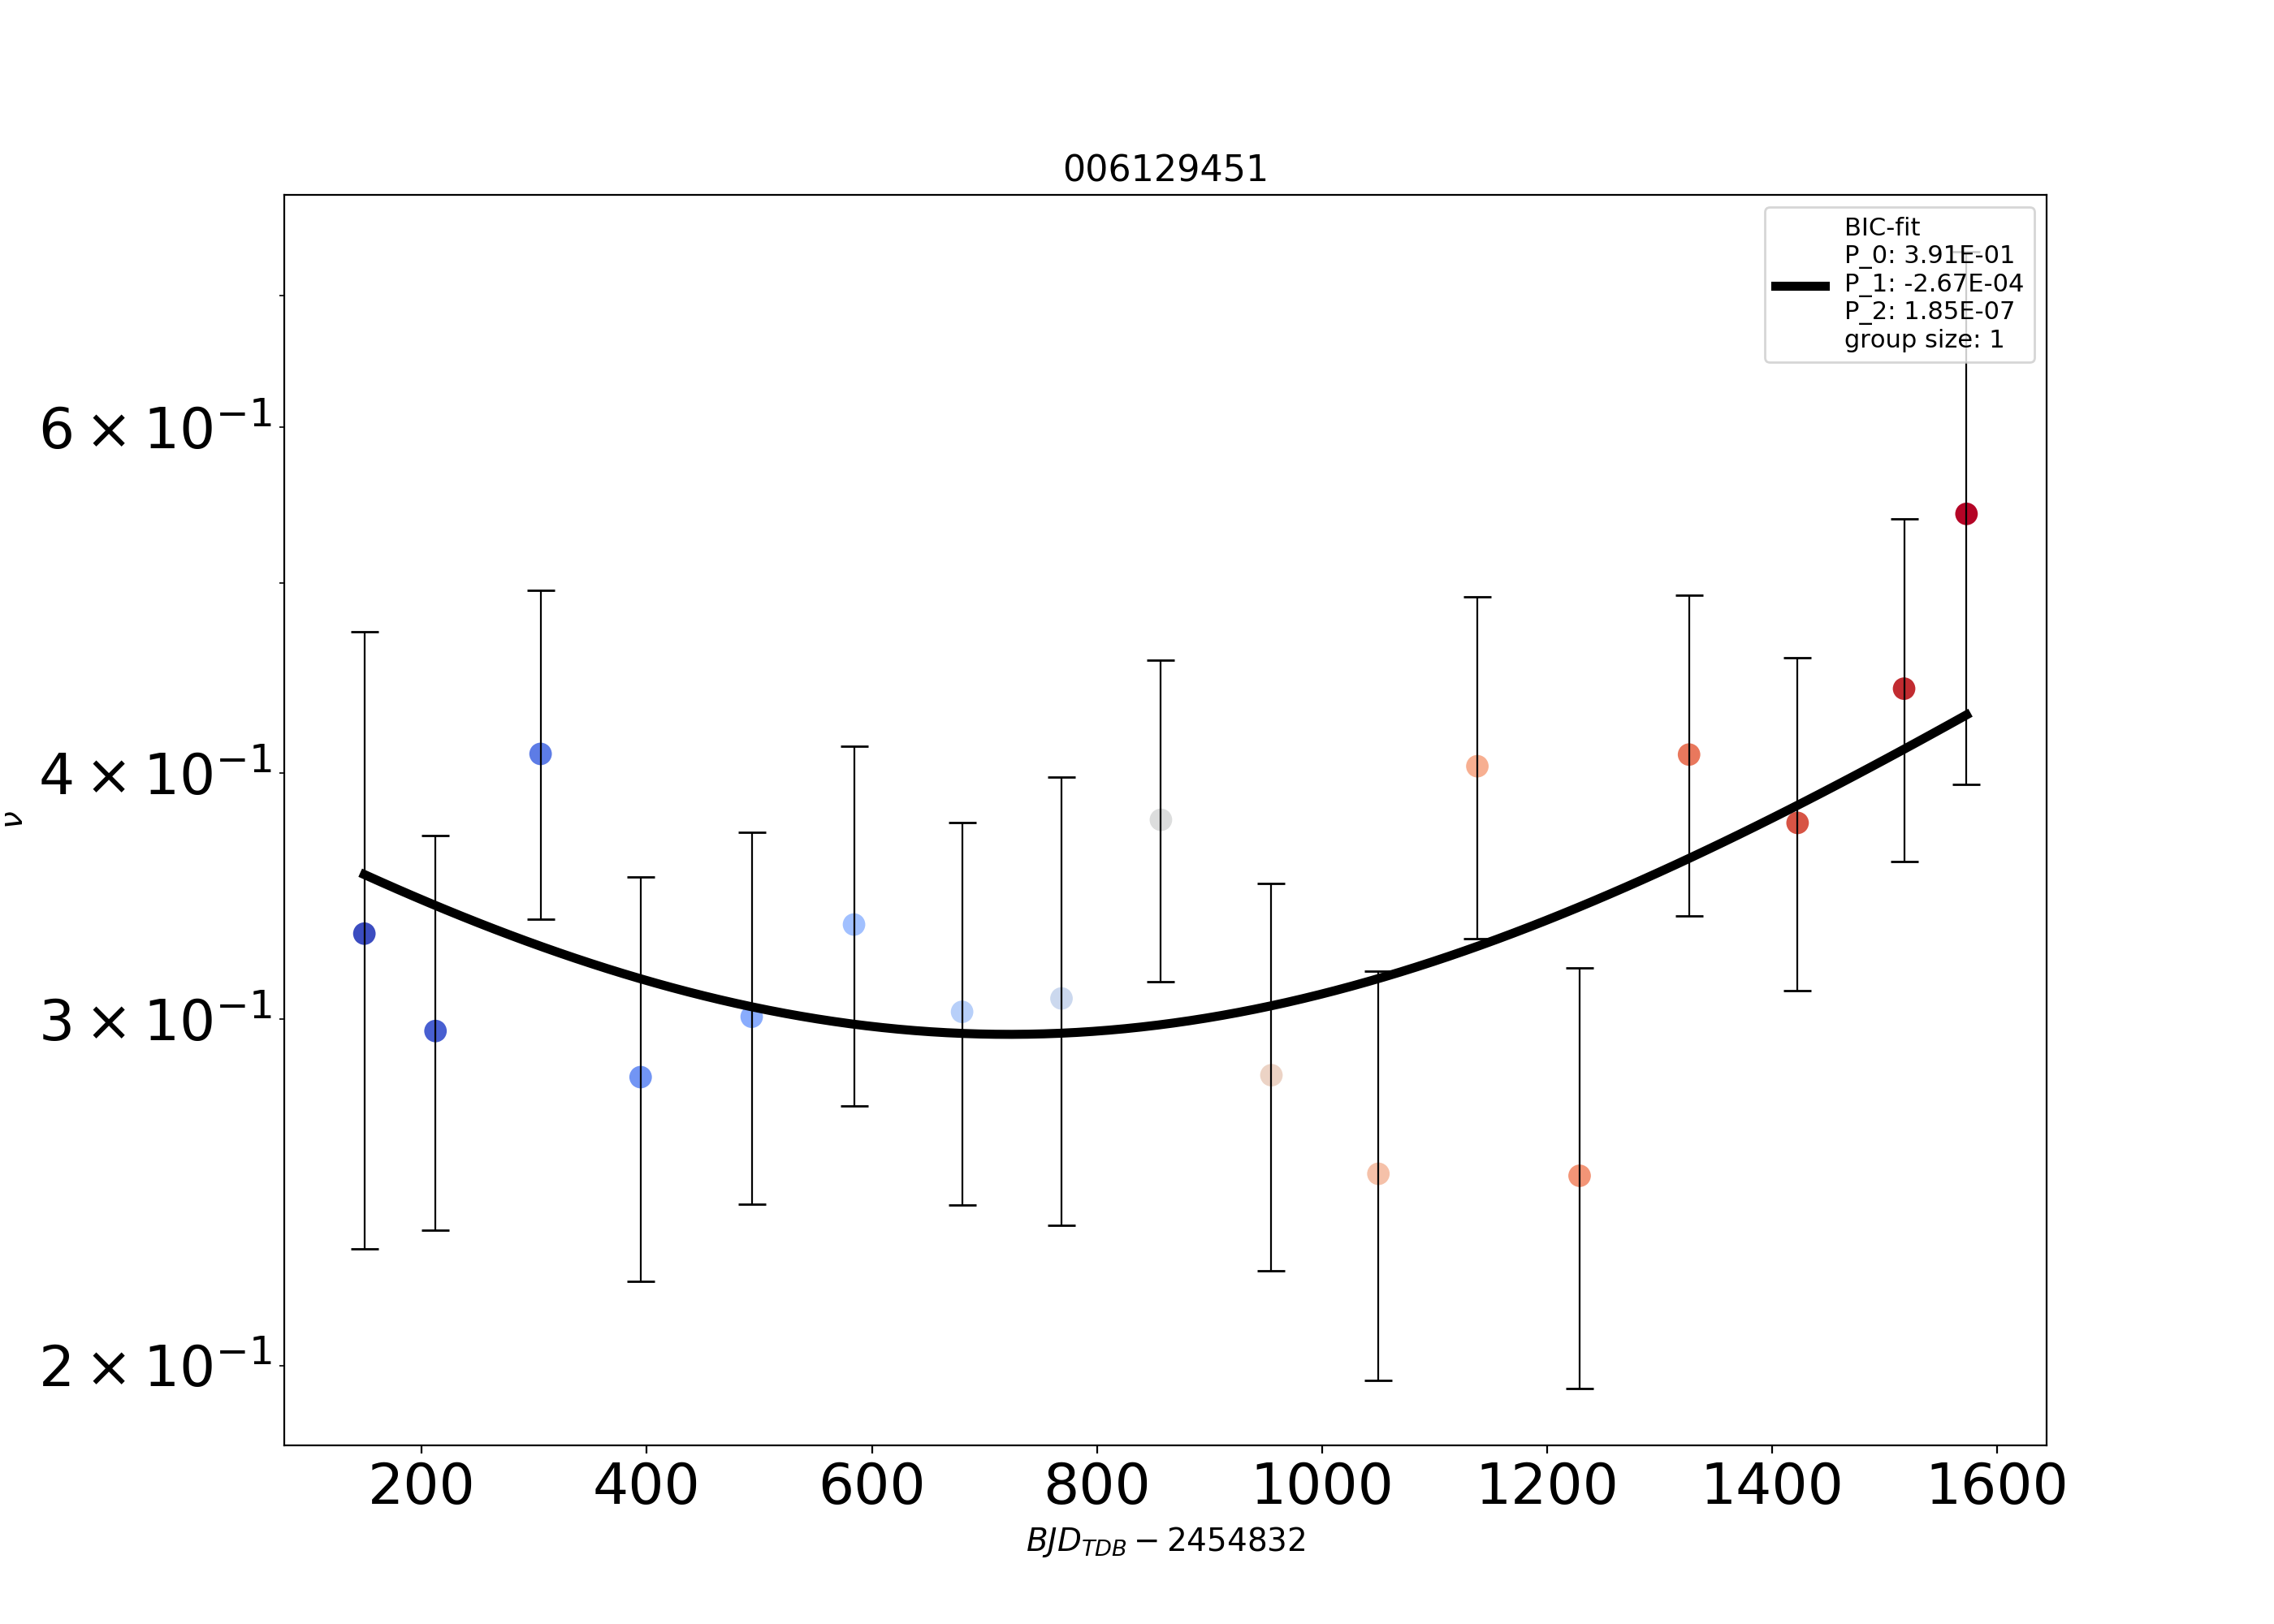 006129451
BIC-fit
P_0: 3.91E-01
P_1: -2.67E-04
P_2: 1.85E-07
group size: 1
6 × 10⁻¹
4 × 10⁻¹
3 × 10⁻¹
2 × 10⁻¹
ν
200 400 600 800 1000 1200 1400 1600
BJD_TDB − 2454832